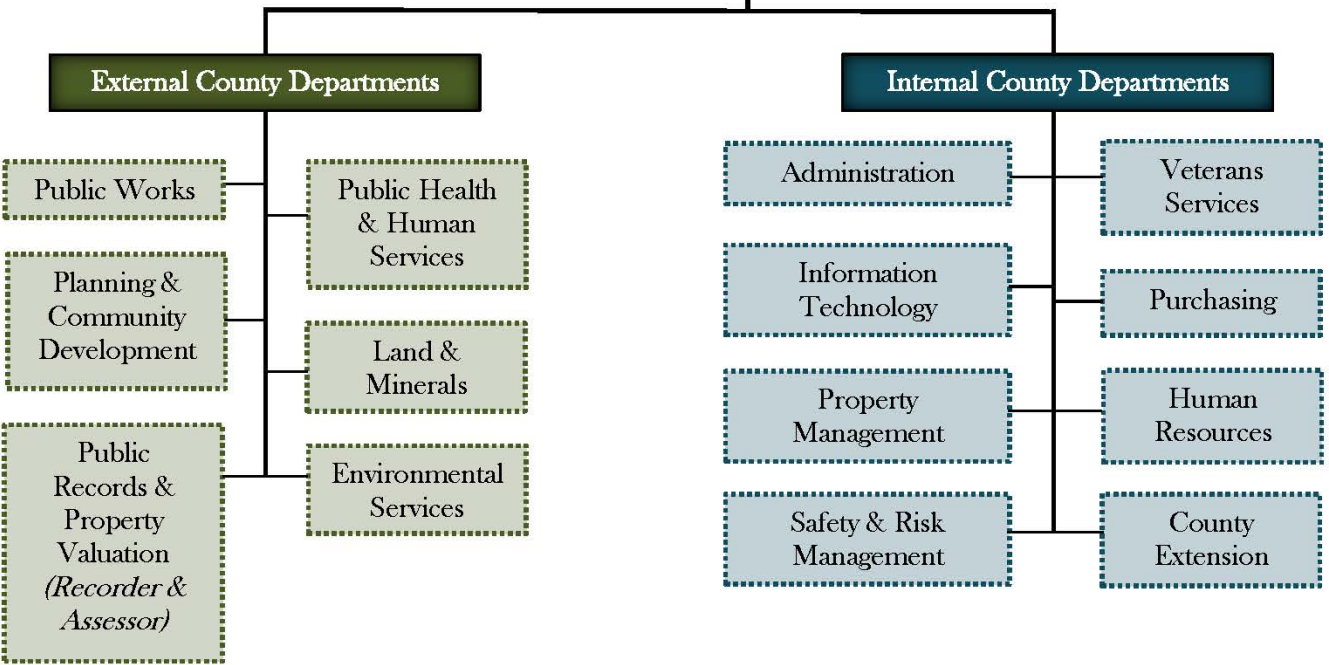 External County Departments
Public Works
Public Health
& Human
Services
Planning &
Community
Development
Land &
Minerals
Public
Records &
Property
Valuation
(Recorder &
Assessor)
Environmental
Services
Internal County Departments
Administration
Veterans
Services
Information
Technology
Purchasing
Property
Management
Human
Resources
Safety & Risk
Management
County
Extension